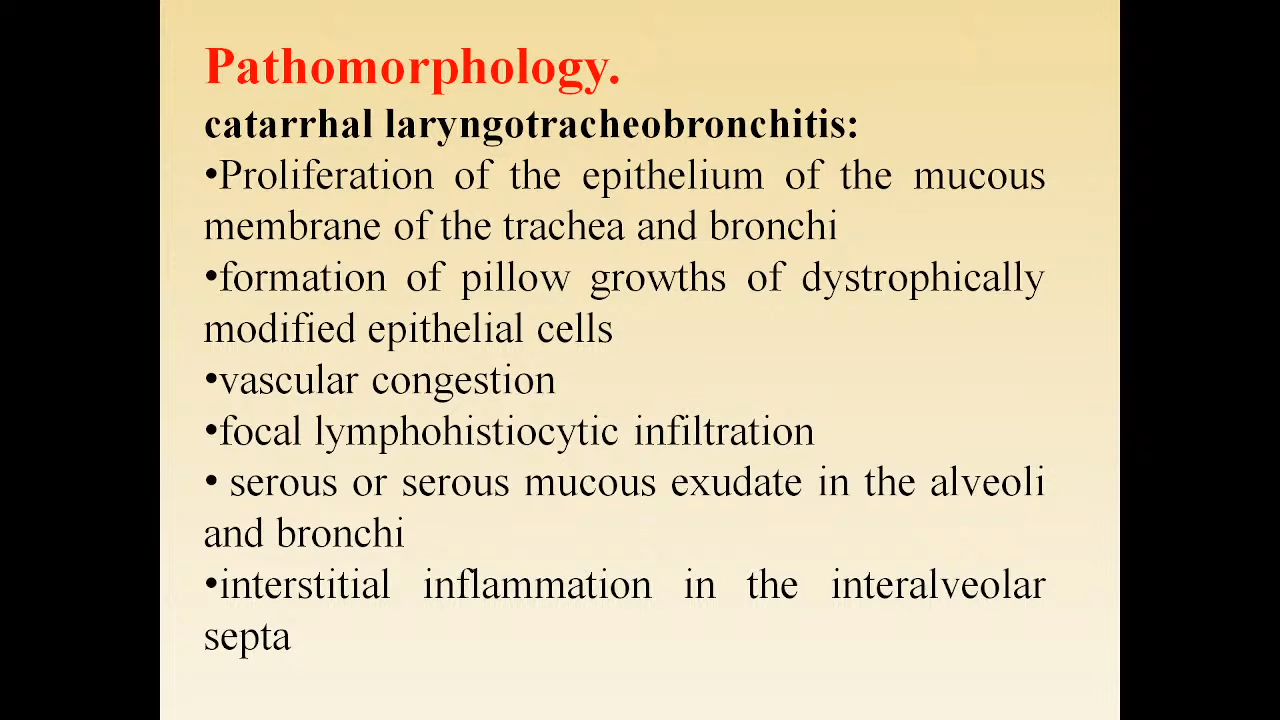 Pathomorphology.
catarrhal laryngotracheobronchitis:
•Proliferation of the epithelium of the mucous
membrane of the trachea and bronchi
•formation of pillow growths of dystrophically
modified epithelial cells
•vascular congestion
•focal lymphohistiocytic infiltration
• serous or serous mucous exudate in the alveoli
and bronchi
•interstitial inflammation in the interalveolar
septa